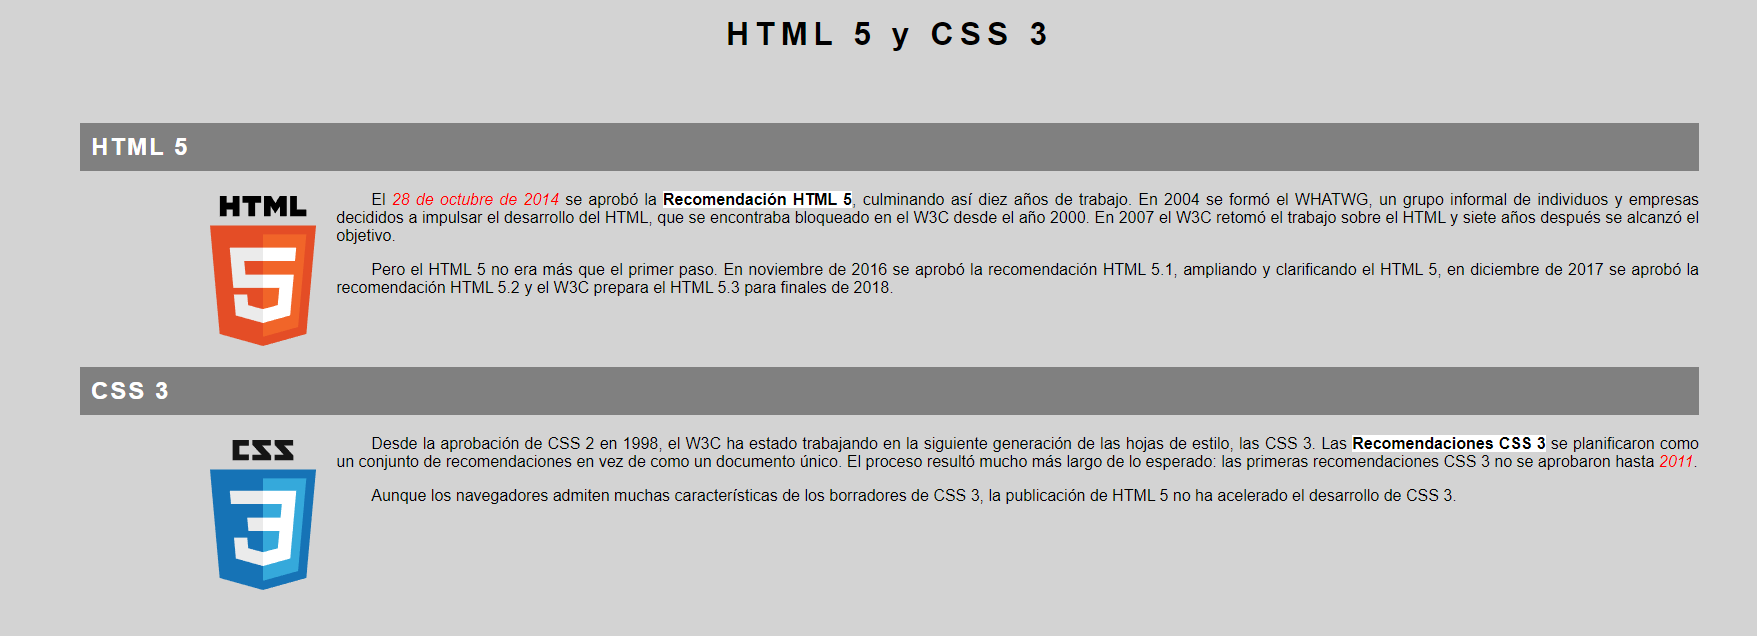 HTML 5 y CSS 3
HTML 5
HTML
5
El 28 de octubre de 2014 se aprobó la Recomendación HTML 5, culminando así diez años de trabajo. En 2004 se formó el WHATWG, un grupo informal de individuos y empresas
decididos a impulsar el desarrollo del HTML, que se encontraba bloqueado en el W3C desde el año 2000. En 2007 el W3C retomó el trabajo sobre el HTML y siete años después se alcanzó el
objetivo.
Pero el HTML 5 no era más que el primer paso. En noviembre de 2016 se aprobó la recomendación HTML 5.1, ampliando y clarificando el HTML 5, en diciembre de 2017 se aprobó la
recomendación HTML 5.2 y el W3C prepara el HTML 5.3 para finales de 2018.
CSS 3
CSS
3
Desde la aprobación de CSS 2 en 1998, el W3C ha estado trabajando en la siguiente generación de las hojas de estilo, las CSS 3. Las Recomendaciones CSS 3 se planificaron como
un conjunto de recomendaciones en vez de como un documento único. El proceso resultó mucho más largo de lo esperado: las primeras recomendaciones CSS 3 no se aprobaron hasta 2011.
Aunque los navegadores admiten muchas características de los borradores de CSS 3, la publicación de HTML 5 no ha acelerado el desarrollo de CSS 3.